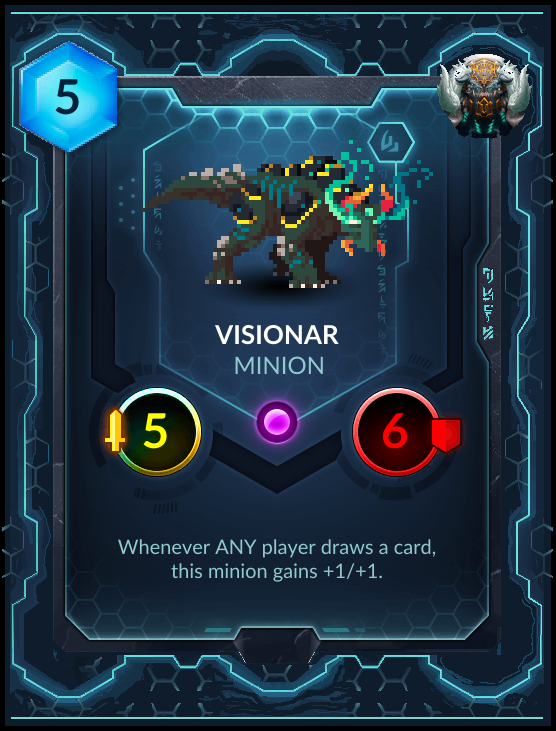 5
VISIONAR
MINION
5
6
Whenever ANY player draws a card,
this minion gains +1/+1.